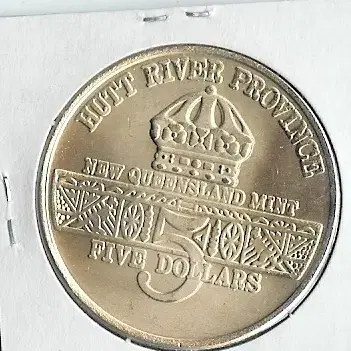 HUTT RIVER PROVINCE
NEW QUEENSLAND MINT
5
FIVE DOLLARS